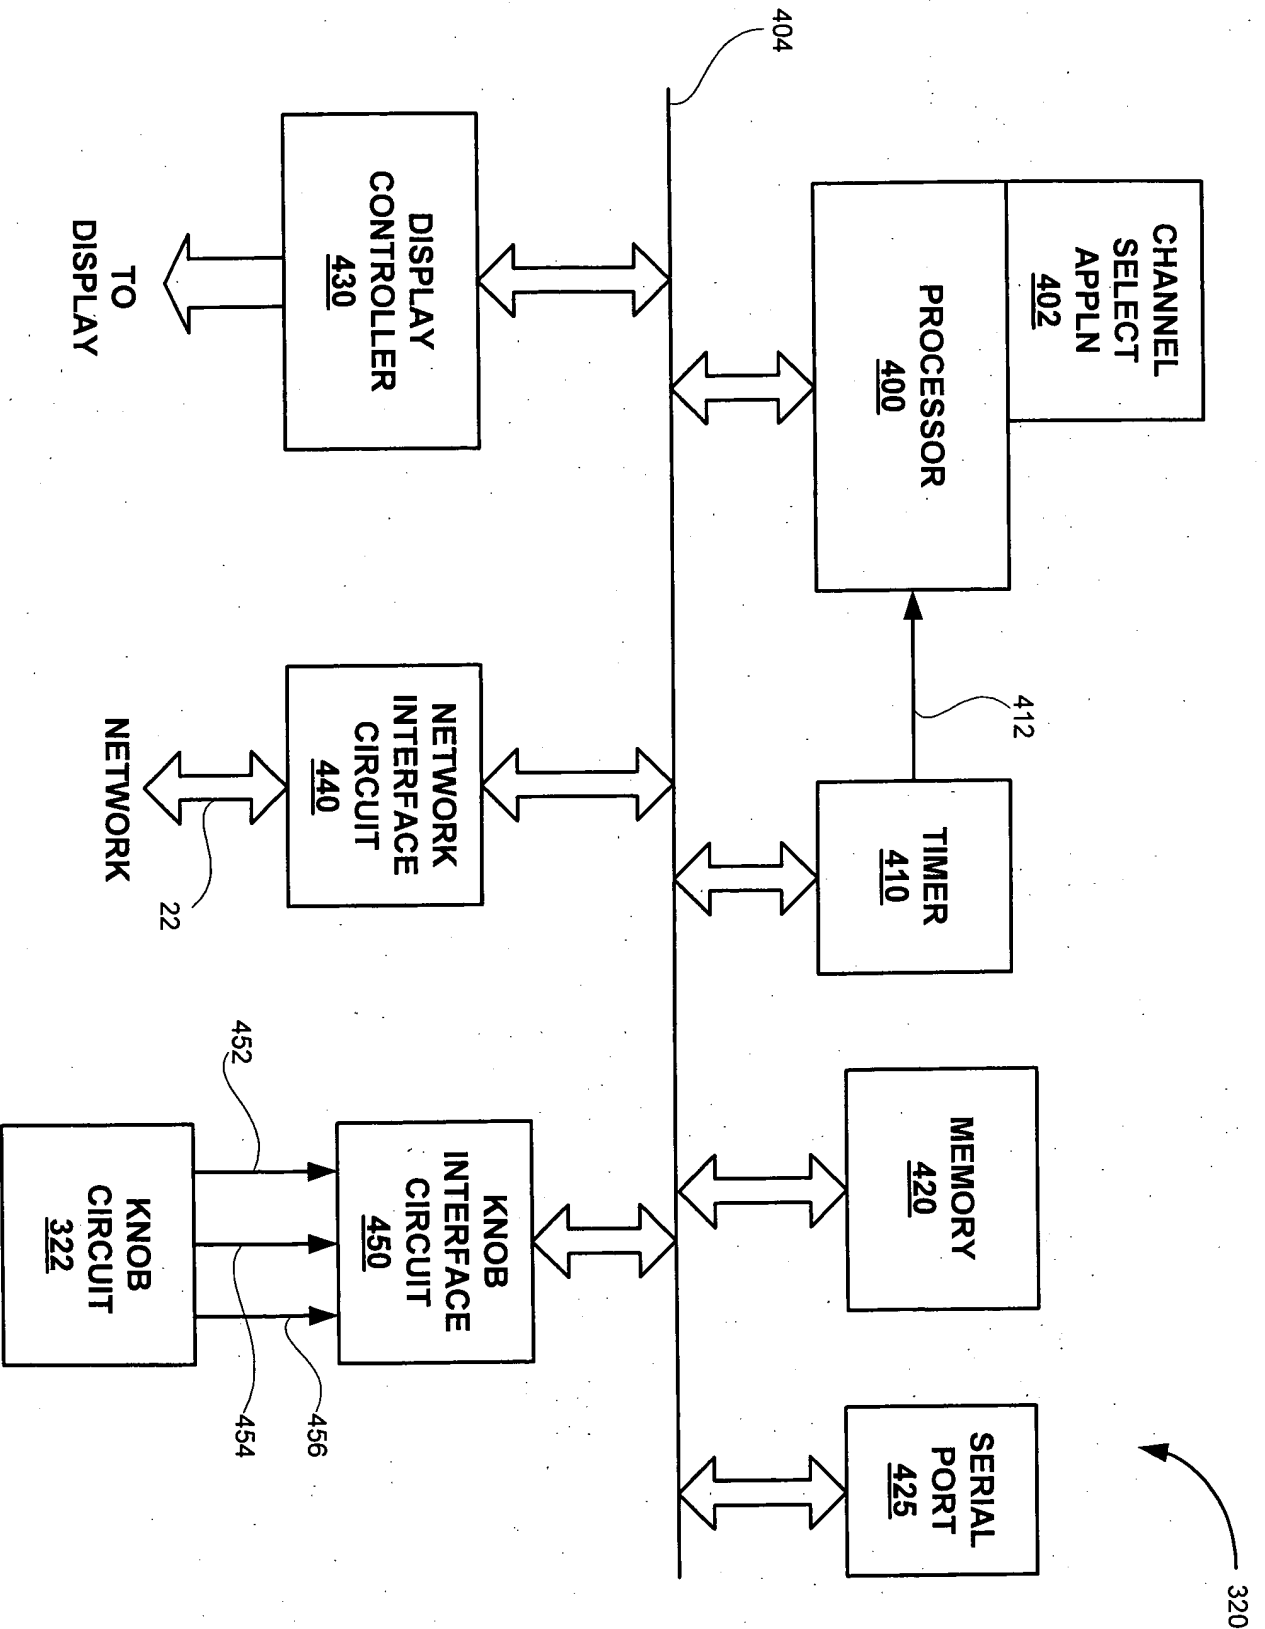 320
CHANNEL
SELECT
APPLN
402
PROCESSOR
400
412
TIMER
410
MEMORY
420
SERIAL
PORT
425
404
DISPLAY
CONTROLLER
430
TO
DISPLAY
NETWORK
INTERFACE
CIRCUIT
440
22
NETWORK
KNOB
INTERFACE
CIRCUIT
450
452
454
456
KNOB
CIRCUIT
322